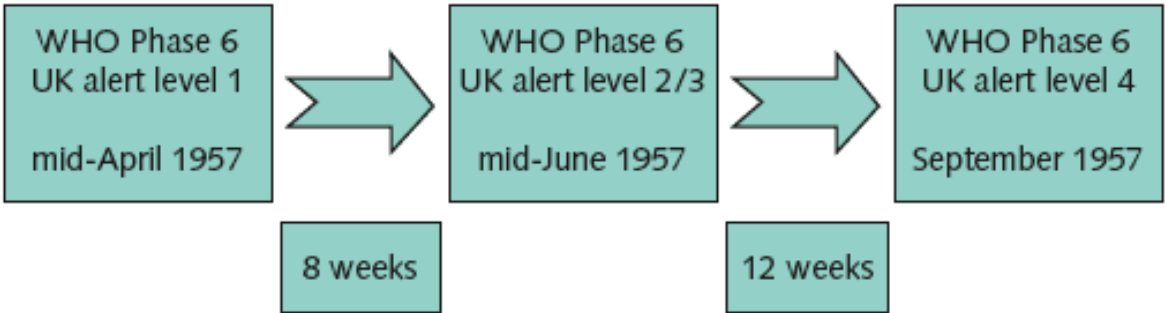 WHO Phase 6
UK alert level 1
mid-April 1957
WHO Phase 6
UK alert level 2/3
mid-June 1957
WHO Phase 6
UK alert level 4
September 1957
8 weeks
12 weeks